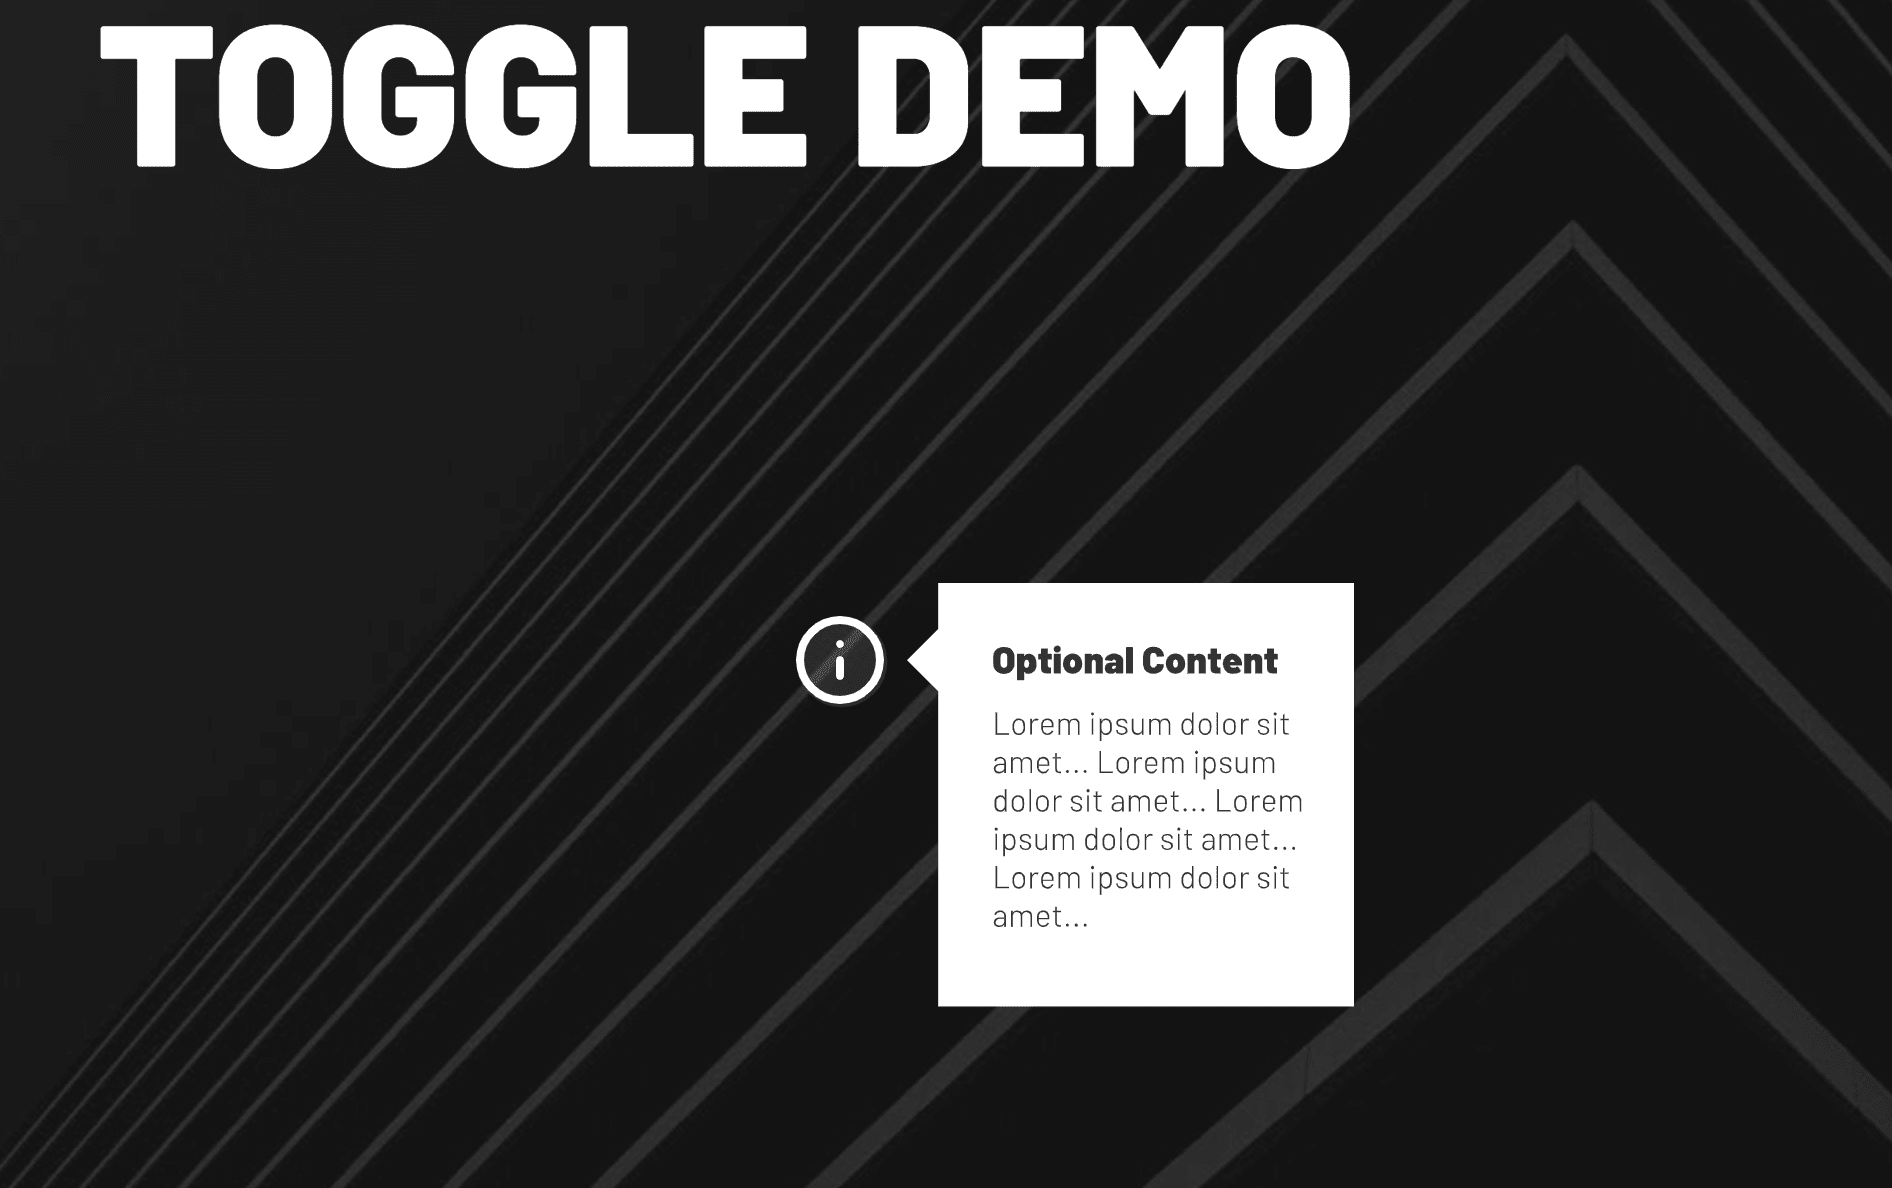 TOGGLE DEMO
i
Optional Content
Lorem ipsum dolor sit
amet... Lorem ipsum
dolor sit amet... Lorem
ipsum dolor sit amet...
Lorem ipsum dolor sit
amet...